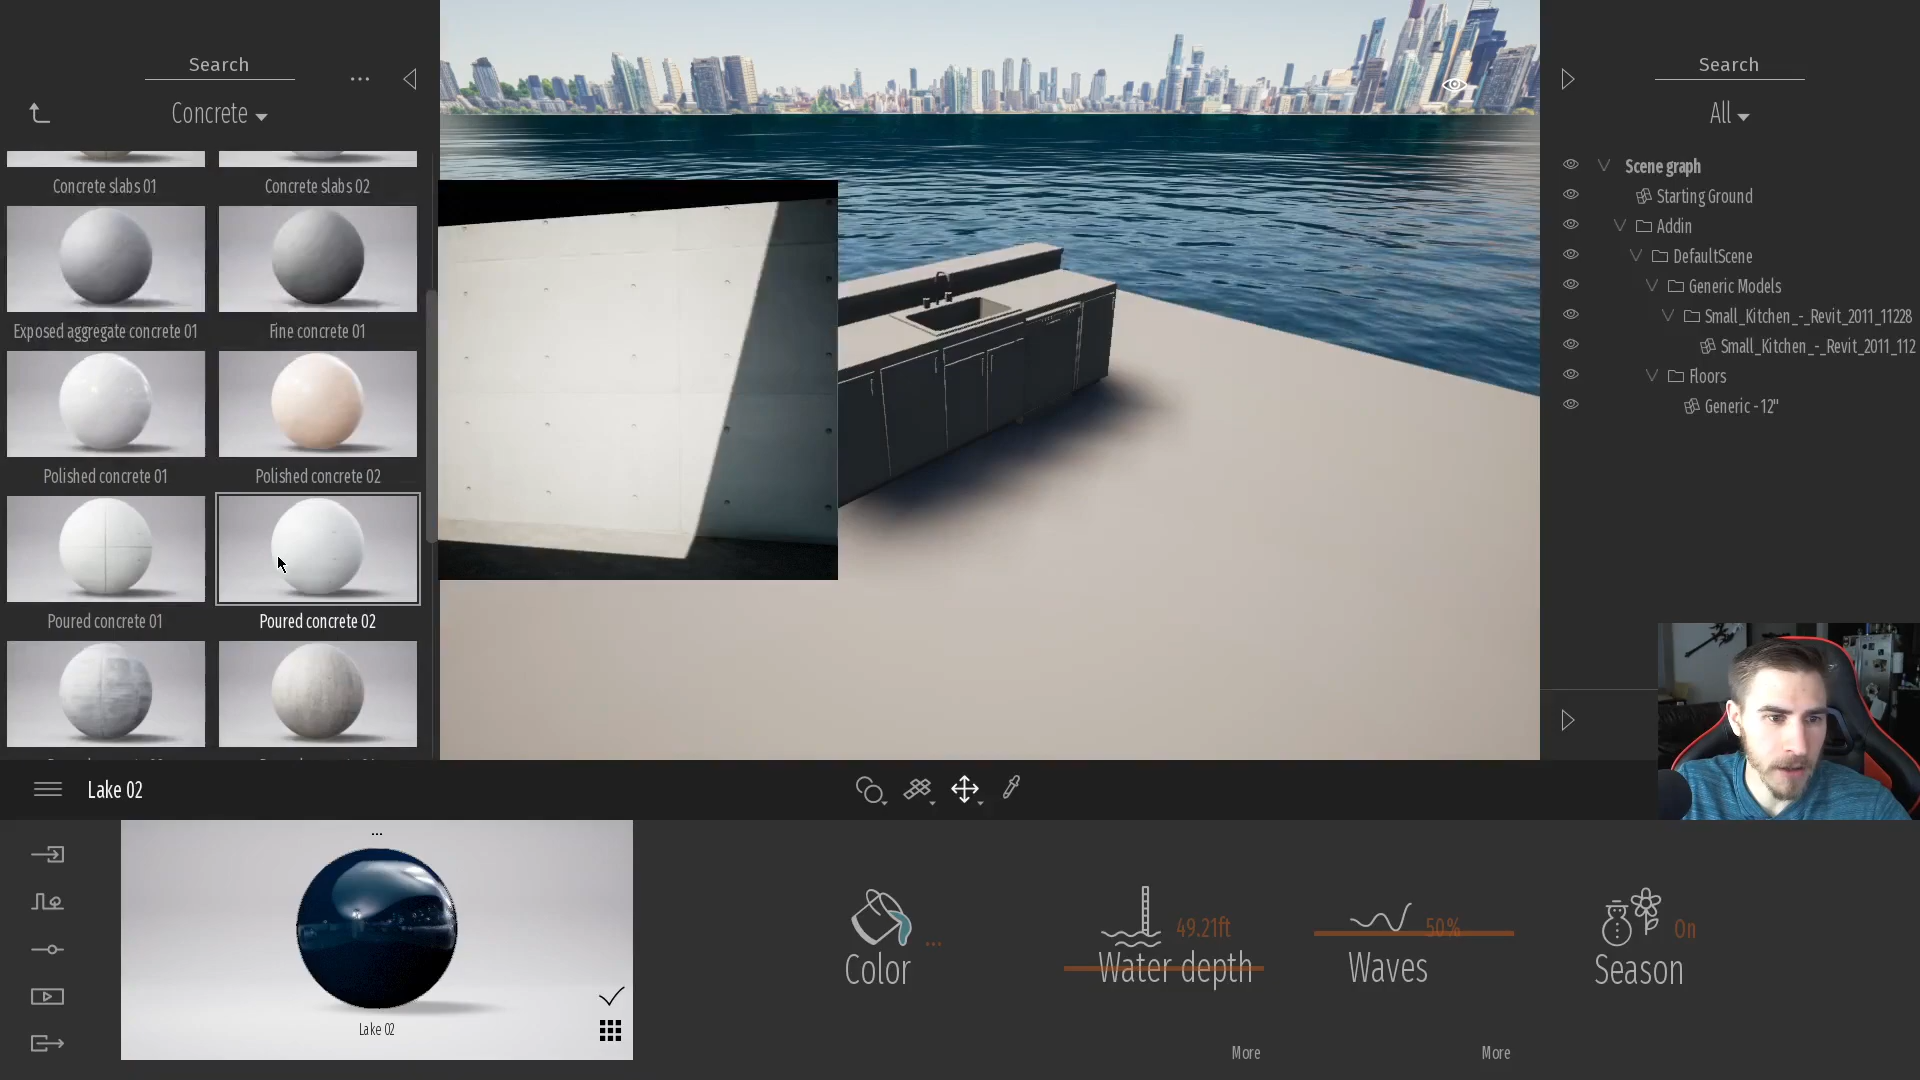 Search
...
Concrete
Concrete slabs 01
Concrete slabs 02
Exposed aggregate concrete 01
Fine concrete 01
Polished concrete 01
Polished concrete 02
Poured concrete 01
Poured concrete 02
Search
All
Scene graph
Starting Ground
Addin
DefaultScene
Generic Models
Small_Kitchen_-_Revit_2011_11228
Small_Kitchen_-_Revit_2011_112
Floors
Generic - 12"
Lake 02
...
Lake 02
Color ...
49.21ft
Water depth
More
50%
Waves
More
On
Season